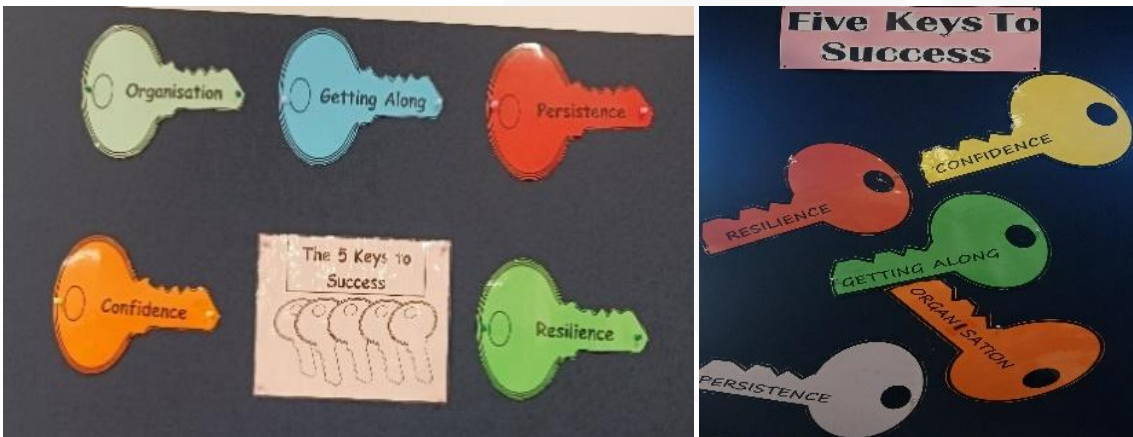 Organisation
Getting Along
Persistence
Confidence
The 5 Keys To
Success
Resilience
Five Keys To
Success
CONFIDENCE
RESILIENCE
GETTING ALONG
ORGANISATION
PERSISTENCE